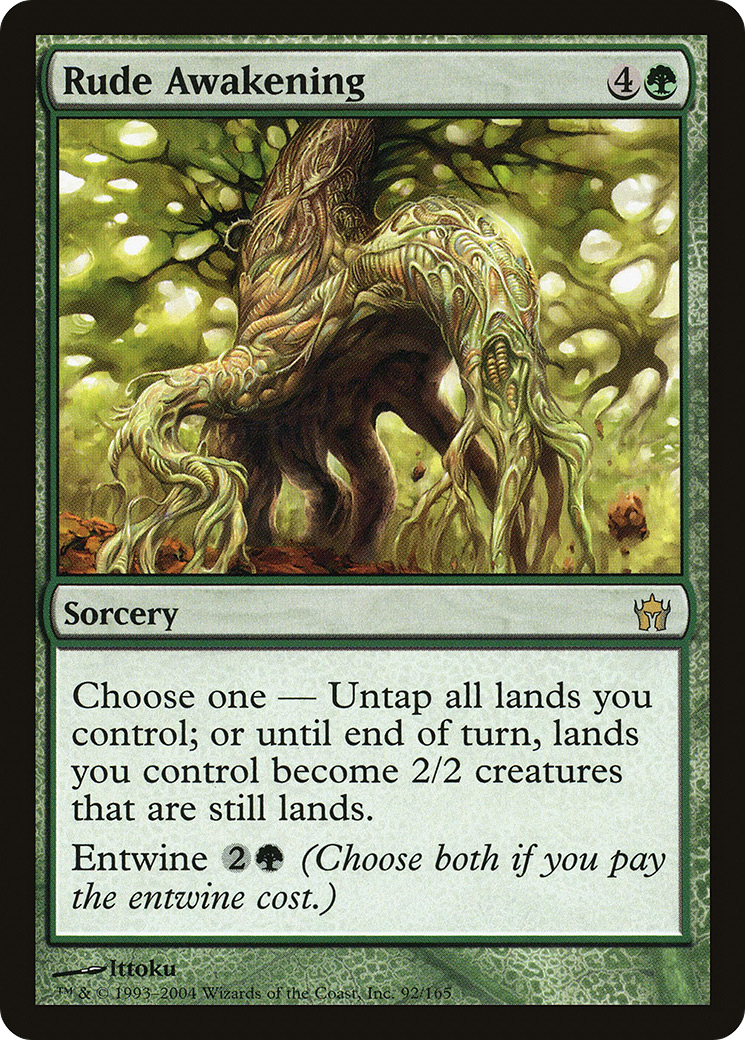 Rude Awakening 4
Sorcery
Choose one — Untap all lands you
control; or until end of turn, lands
you control become 2/2 creatures
that are still lands.
Entwine 2 (Choose both if you pay
the entwine cost.)
Ittoku
™ & © 1993–2004 Wizards of the Coast, Inc. 92/165